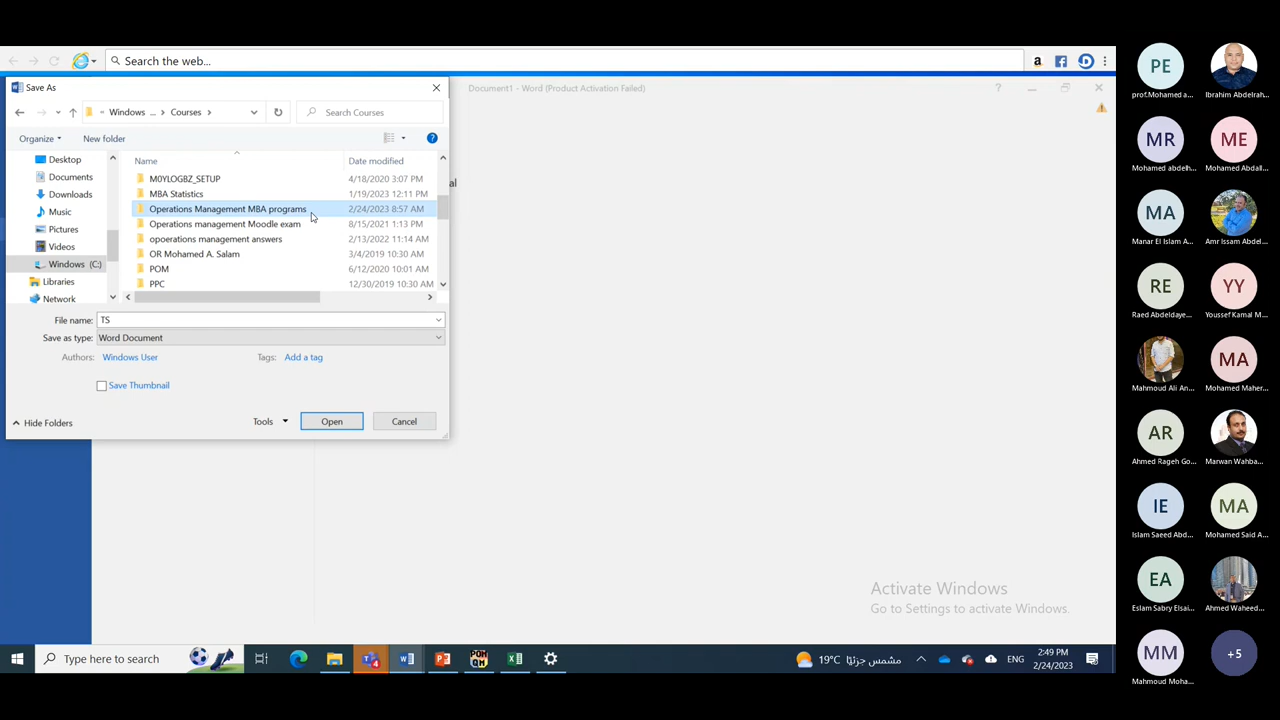 Search the web...
Save As
Document1 - Word (Product Activation Failed)
Windows ... Courses
Search Courses
Organize
New folder
Name
Date modified
Desktop
Documents
Downloads
Music
Pictures
Videos
Windows (C:)
Libraries
Network
M0YLOGBZ_SETUP 4/18/2020 3:07 PM
MBA Statistics 1/19/2023 12:11 PM
Operations Management MBA programs 2/24/2023 8:57 AM
Operations management Moodle exam 8/15/2021 1:13 PM
opoerations management answers 2/13/2022 11:14 AM
OR Mohamed A. Salam 3/4/2019 10:30 AM
POM 6/12/2020 10:01 AM
PPC 12/30/2019 10:30 AM
al
File name: TS
Save as type: Word Document
Authors: Windows User
Tags: Add a tag
Save Thumbnail
Hide Folders
Tools
Open
Cancel
Activate Windows
Go to Settings to activate Windows.
Type here to search
19°C مشمس جزئيًا
ENG
2:49 PM
2/24/2023
PE
prof.Mohamed a...
Ibrahim Abdelrah...
MR
Mohamed abdelh...
ME
Mohamed Abdall...
MA
Manar El Islam A...
Amr Issam Abdel...
RE
Raed Abdeldaye...
YY
Youssef Kamal M...
Mahmoud Ali An...
MA
Mohamed Maher...
AR
Ahmed Rageh Go...
Marwan Wahba...
IE
Islam Saeed Abd...
MA
Mohamed Said A...
EA
Eslam Sabry Elsai...
Ahmed Waheed...
MM
Mahmoud Moha...
+5